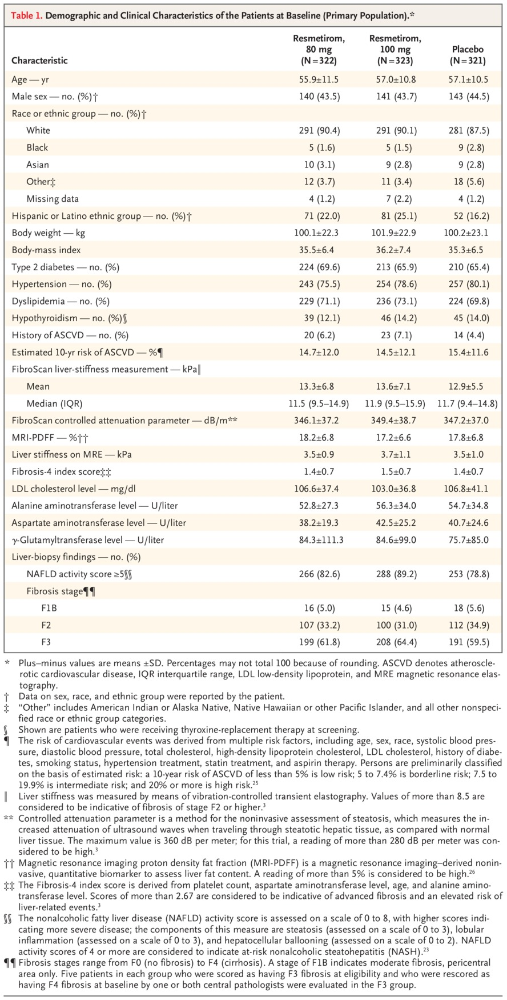 Table 1. Demographic and Clinical Characteristics of the Patients at Baseline (Primary Population).*
Characteristic Resmetirom, 80 mg (N=322) Resmetirom, 100 mg (N=323) Placebo (N=321)
Age — yr 55.9±11.5 57.0±10.8 57.1±10.5
Male sex — no. (%)† 140 (43.5) 141 (43.7) 143 (44.5)
Race or ethnic group — no. (%)†
White 291 (90.4) 291 (90.1) 281 (87.5)
Black 5 (1.6) 5 (1.5) 9 (2.8)
Asian 10 (3.1) 9 (2.8) 9 (2.8)
Other‡ 12 (3.7) 11 (3.4) 18 (5.6)
Missing data 4 (1.2) 7 (2.2) 4 (1.2)
Hispanic or Latino ethnic group — no. (%)† 71 (22.0) 81 (25.1) 52 (16.2)
Body weight — kg 100.1±22.3 101.9±22.9 100.2±23.1
Body-mass index 35.5±6.4 36.2±7.4 35.3±6.5
Type 2 diabetes — no. (%) 224 (69.6) 213 (65.9) 210 (65.4)
Hypertension — no. (%) 243 (75.5) 254 (78.6) 257 (80.1)
Dyslipidemia — no. (%) 229 (71.1) 236 (73.1) 224 (69.8)
Hypothyroidism — no. (%)§ 39 (12.1) 46 (14.2) 45 (14.0)
History of ASCVD — no. (%) 20 (6.2) 23 (7.1) 14 (4.4)
Estimated 10-yr risk of ASCVD — %¶ 14.7±12.0 14.5±12.1 15.4±11.6
FibroScan liver-stiffness measurement — kPa‖
Mean 13.3±6.8 13.6±7.1 12.9±5.5
Median (IQR) 11.5 (9.5–14.9) 11.9 (9.5–15.9) 11.7 (9.4–14.8)
FibroScan controlled attenuation parameter — dB/m** 346.1±37.2 349.4±38.7 347.2±37.0
MRI-PDFF — %†† 18.2±6.8 17.2±6.6 17.8±6.8
Liver stiffness on MRE — kPa 3.5±0.9 3.7±1.1 3.5±1.0
Fibrosis-4 index score‡‡ 1.4±0.7 1.5±0.7 1.4±0.7
LDL cholesterol level — mg/dl 106.6±37.4 103.0±36.8 106.8±41.1
Alanine aminotransferase level — U/liter 52.8±27.3 56.3±34.0 54.7±34.8
Aspartate aminotransferase level — U/liter 38.2±19.3 42.5±25.2 40.7±24.6
γ-Glutamyltransferase level — U/liter 84.3±111.3 84.6±99.0 75.7±85.0
Liver-biopsy findings — no. (%)
NAFLD activity score ≥5§§ 266 (82.6) 288 (89.2) 253 (78.8)
Fibrosis stage¶¶
F1B 16 (5.0) 15 (4.6) 18 (5.6)
F2 107 (33.2) 100 (31.0) 112 (34.9)
F3 199 (61.8) 208 (64.4) 191 (59.5)
* Plus–minus values are means ±SD. Percentages may not total 100 because of rounding. ASCVD denotes atheroscle-
rotic cardiovascular disease, IQR interquartile range, LDL low-density lipoprotein, and MRE magnetic resonance elas-
tography.
† Data on sex, race, and ethnic group were reported by the patient.
‡ “Other” includes American Indian or Alaska Native, Native Hawaiian or other Pacific Islander, and all other nonspeci-
fied race or ethnic group categories.
§ Shown are patients who were receiving thyroxine-replacement therapy at screening.
¶ The risk of cardiovascular events was derived from multiple risk factors, including age, sex, race, systolic blood pres-
sure, diastolic blood pressure, total cholesterol, high-density lipoprotein cholesterol, LDL cholesterol, history of diabe-
tes, smoking status, hypertension treatment, statin treatment, and aspirin therapy. Persons are preliminarily classified
on the basis of estimated risk: a 10-year risk of ASCVD of less than 5% is low risk; 5 to 7.4% is borderline risk; 7.5 to
19.9% is intermediate risk; and 20% or more is high risk.25
‖ Liver stiffness was measured by means of vibration-controlled transient elastography. Values of more than 8.5 are
considered to be indicative of fibrosis of stage F2 or higher.3
** Controlled attenuation parameter is a method for the noninvasive assessment of steatosis, which measures the in-
creased attenuation of ultrasound waves when traveling through steatotic hepatic tissue, as compared with normal
liver tissue. The maximum value is 360 dB per meter; for this trial, a reading of more than 280 dB per meter was con-
sidered to be high.3
†† Magnetic resonance imaging proton density fat fraction (MRI-PDFF) is a magnetic resonance imaging–derived nonin-
vasive, quantitative biomarker to assess liver fat content. A reading of more than 5% is considered to be high.26
‡‡ The Fibrosis-4 index score is derived from platelet count, aspartate aminotransferase level, age, and alanine amino-
transferase level. Scores of more than 2.67 are considered to be indicative of advanced fibrosis and an elevated risk of
liver-related events.3
§§ The nonalcoholic fatty liver disease (NAFLD) activity score is assessed on a scale of 0 to 8, with higher scores indi-
cating more severe disease; the components of this measure are steatosis (assessed on a scale of 0 to 3), lobular
inflammation (assessed on a scale of 0 to 3), and hepatocellular ballooning (assessed on a scale of 0 to 2). NAFLD
activity scores of 4 or more are considered to indicate at-risk nonalcoholic steatohepatitis (NASH).23
¶¶ Fibrosis stages range from F0 (no fibrosis) to F4 (cirrhosis). A stage of F1B indicates moderate fibrosis, pericentral
area only. Five patients in each group who were scored as having F3 fibrosis at eligibility and who were rescored as
having F4 fibrosis at baseline by one or both central pathologists were evaluated in the F3 group.